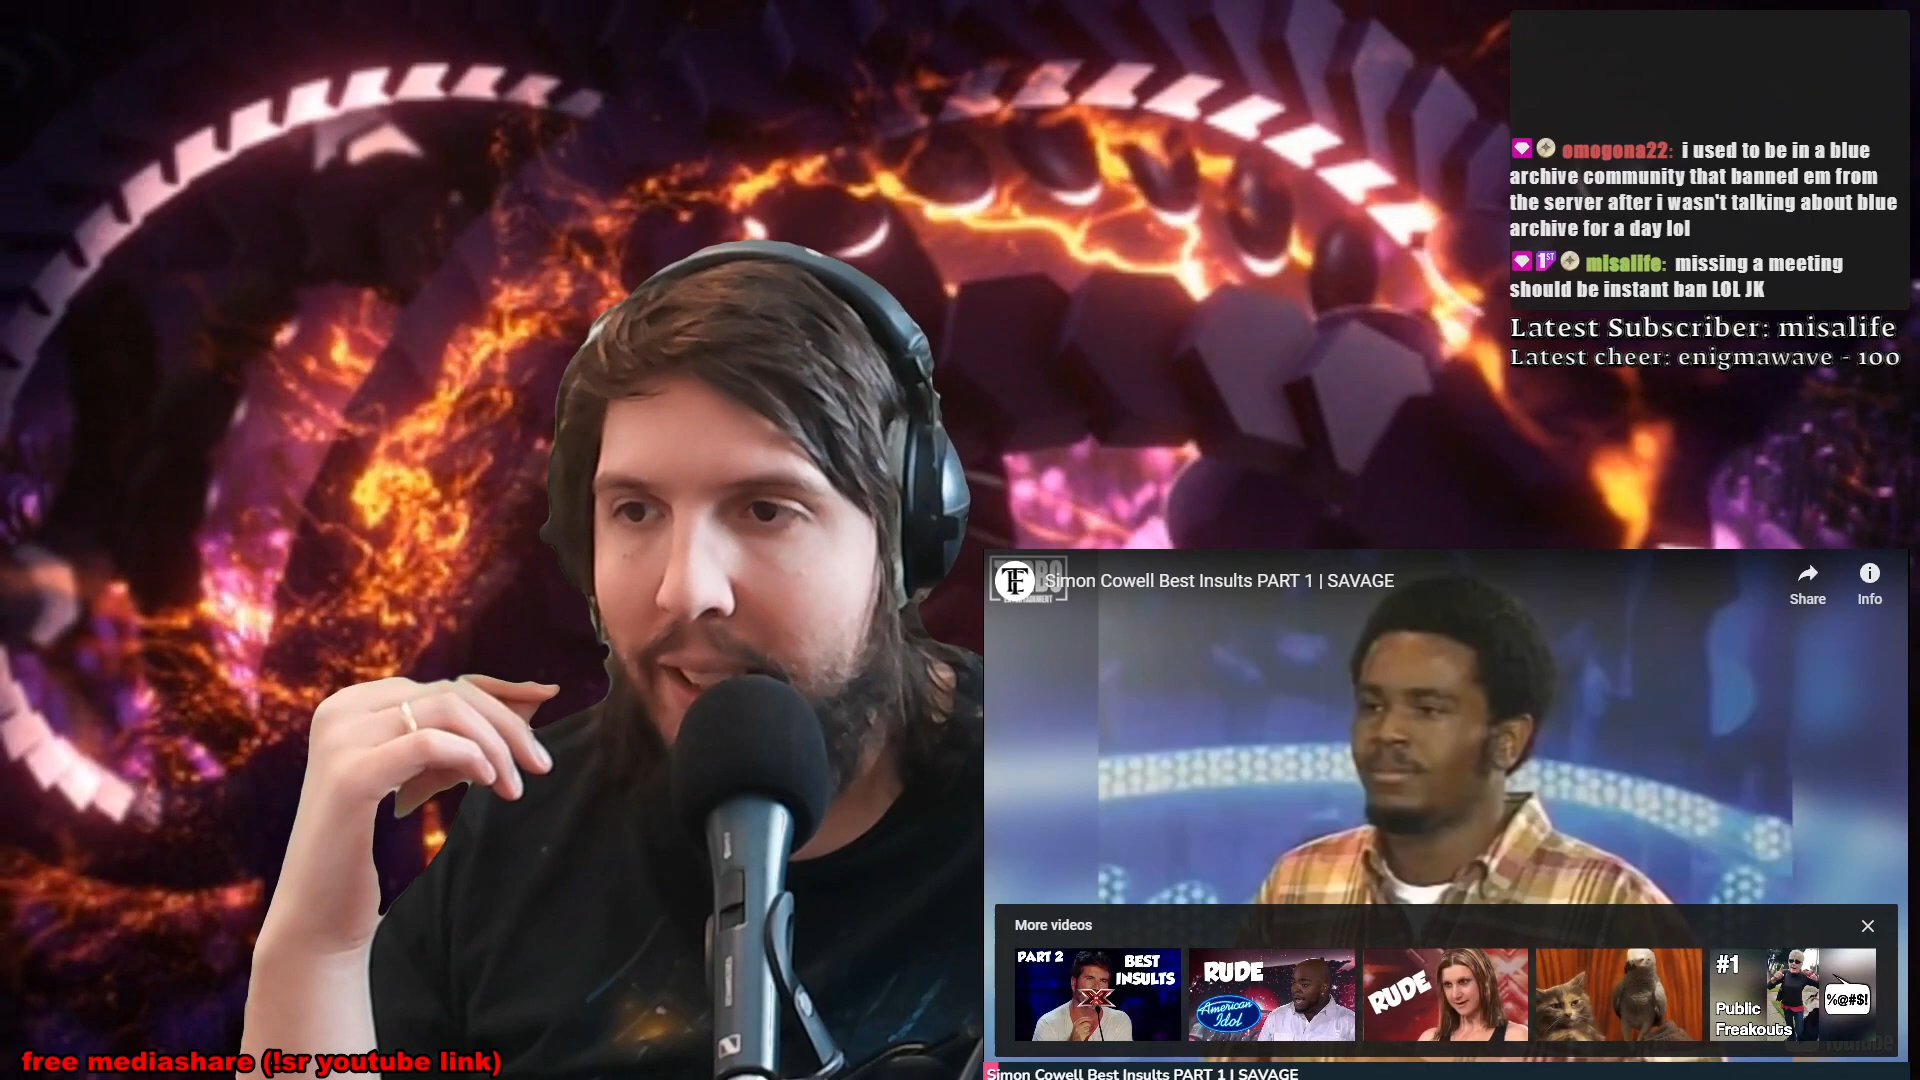 omogona22: i used to be in a blue
archive community that banned em from
the server after i wasn't talking about blue
archive for a day lol
1ST misalife: missing a meeting
should be instant ban LOL JK
Latest Subscriber: misalife
Latest cheer: enigmawave - 100
Simon Cowell Best Insults PART 1 | SAVAGE
Share
Info
More videos
PART 2
BEST
INSULTS
RUDE
American
Idol
RUDE
#1
Public
Freakouts
%@#$!
free mediashare (!sr youtube link)
Simon Cowell Best Insults PART 1 | SAVAGE